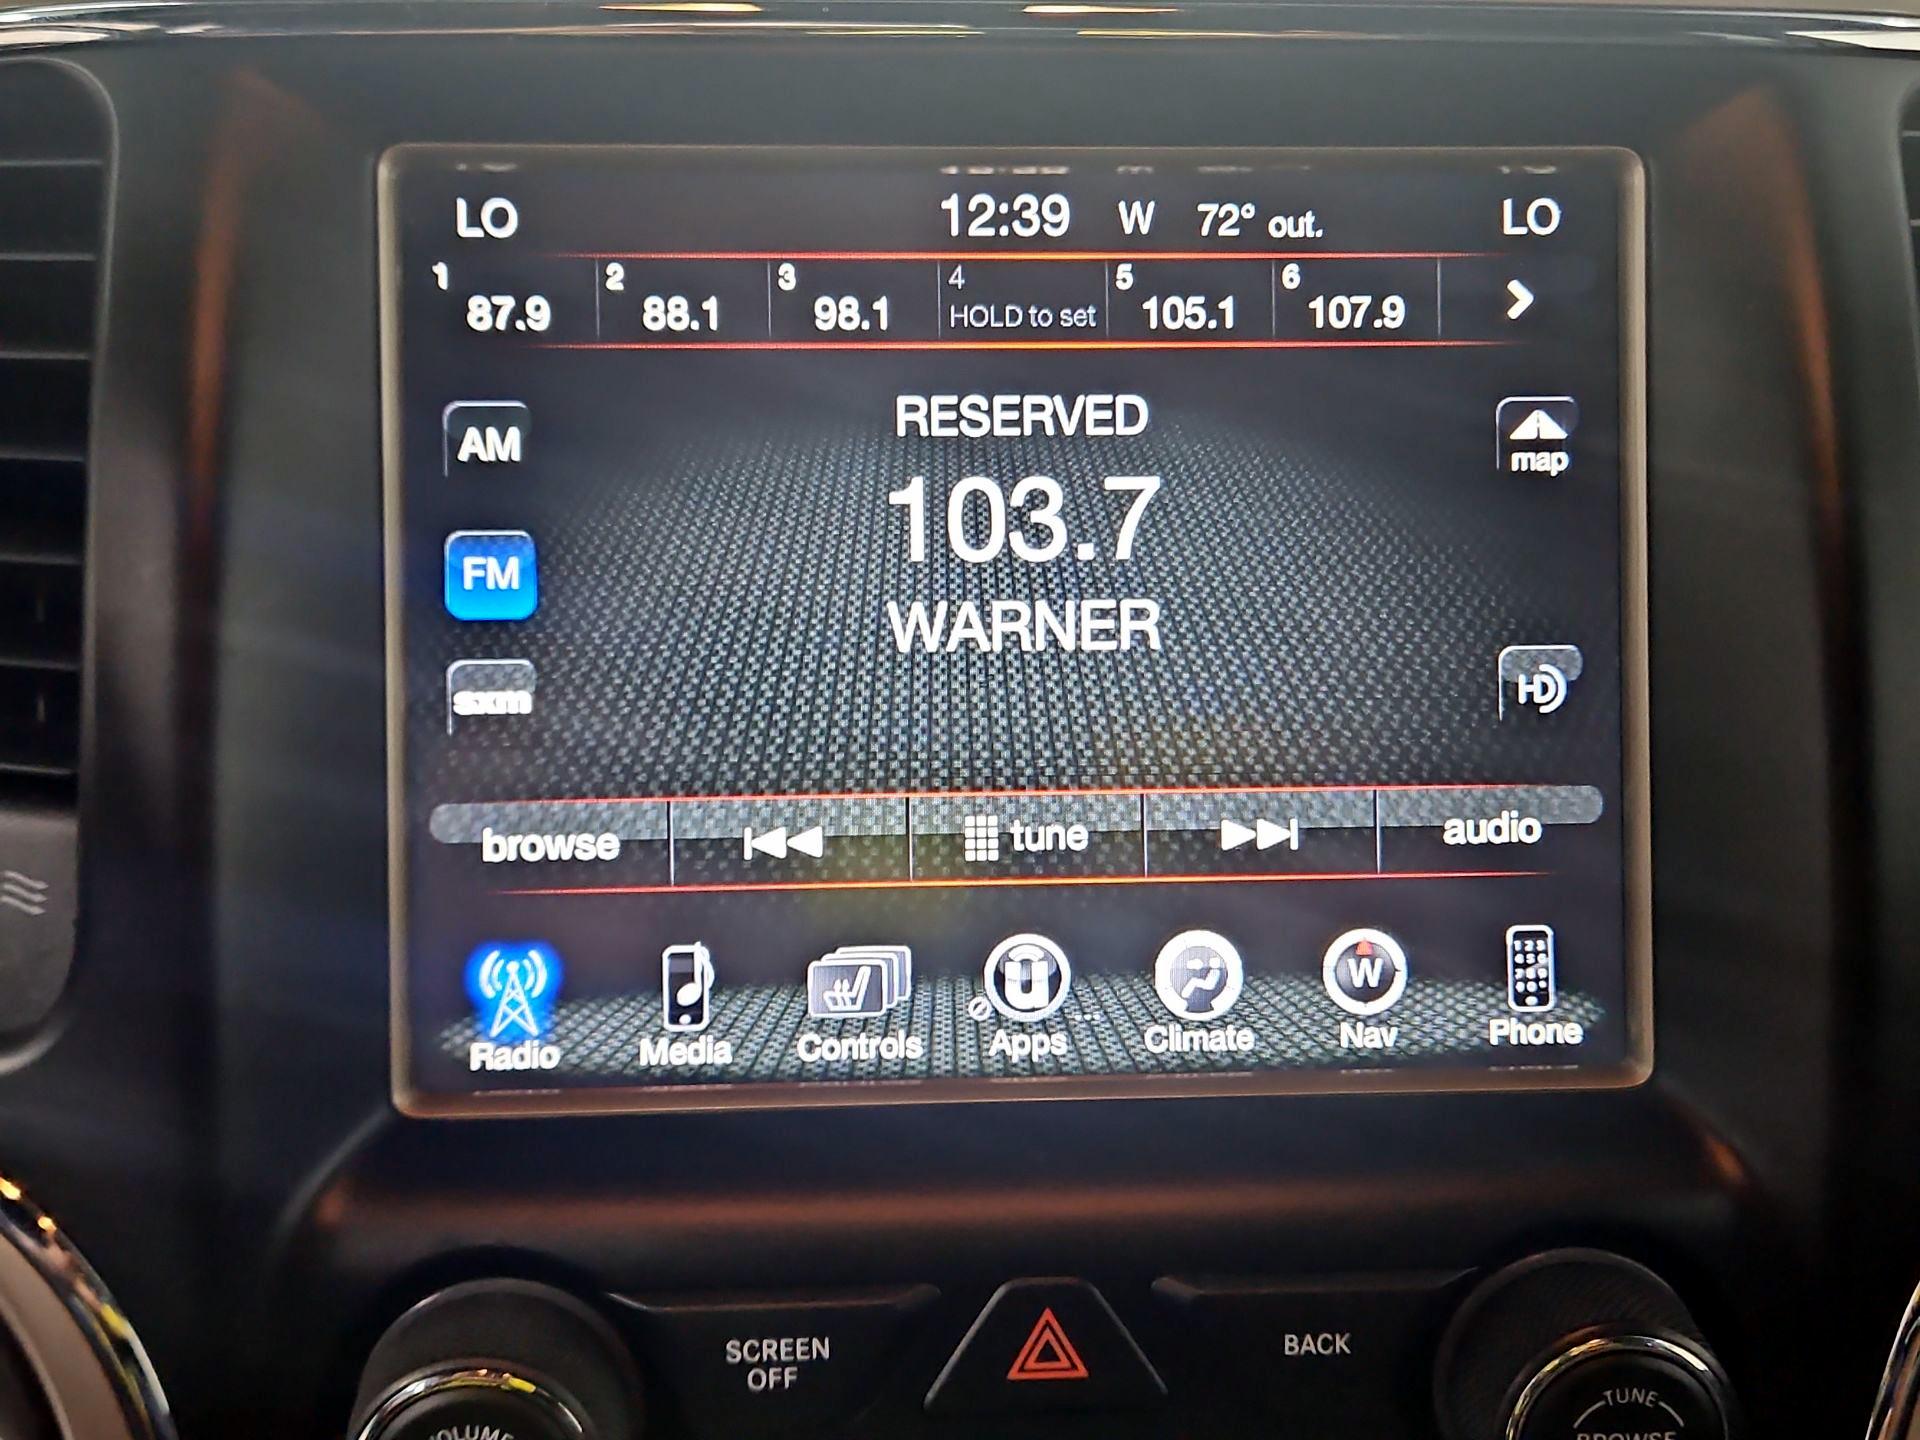 LO 12:39 W 72° out. LO
1 87.9 2 88.1 3 98.1 4 HOLD to set 5 105.1 6 107.9
RESERVED
AM
map
103.7
FM
WARNER
sxm
HD
browse tune audio
W
Radio Media Controls Apps Climate Nav Phone
SCREEN
OFF
BACK
TUNE
VOLUME
BROWSE